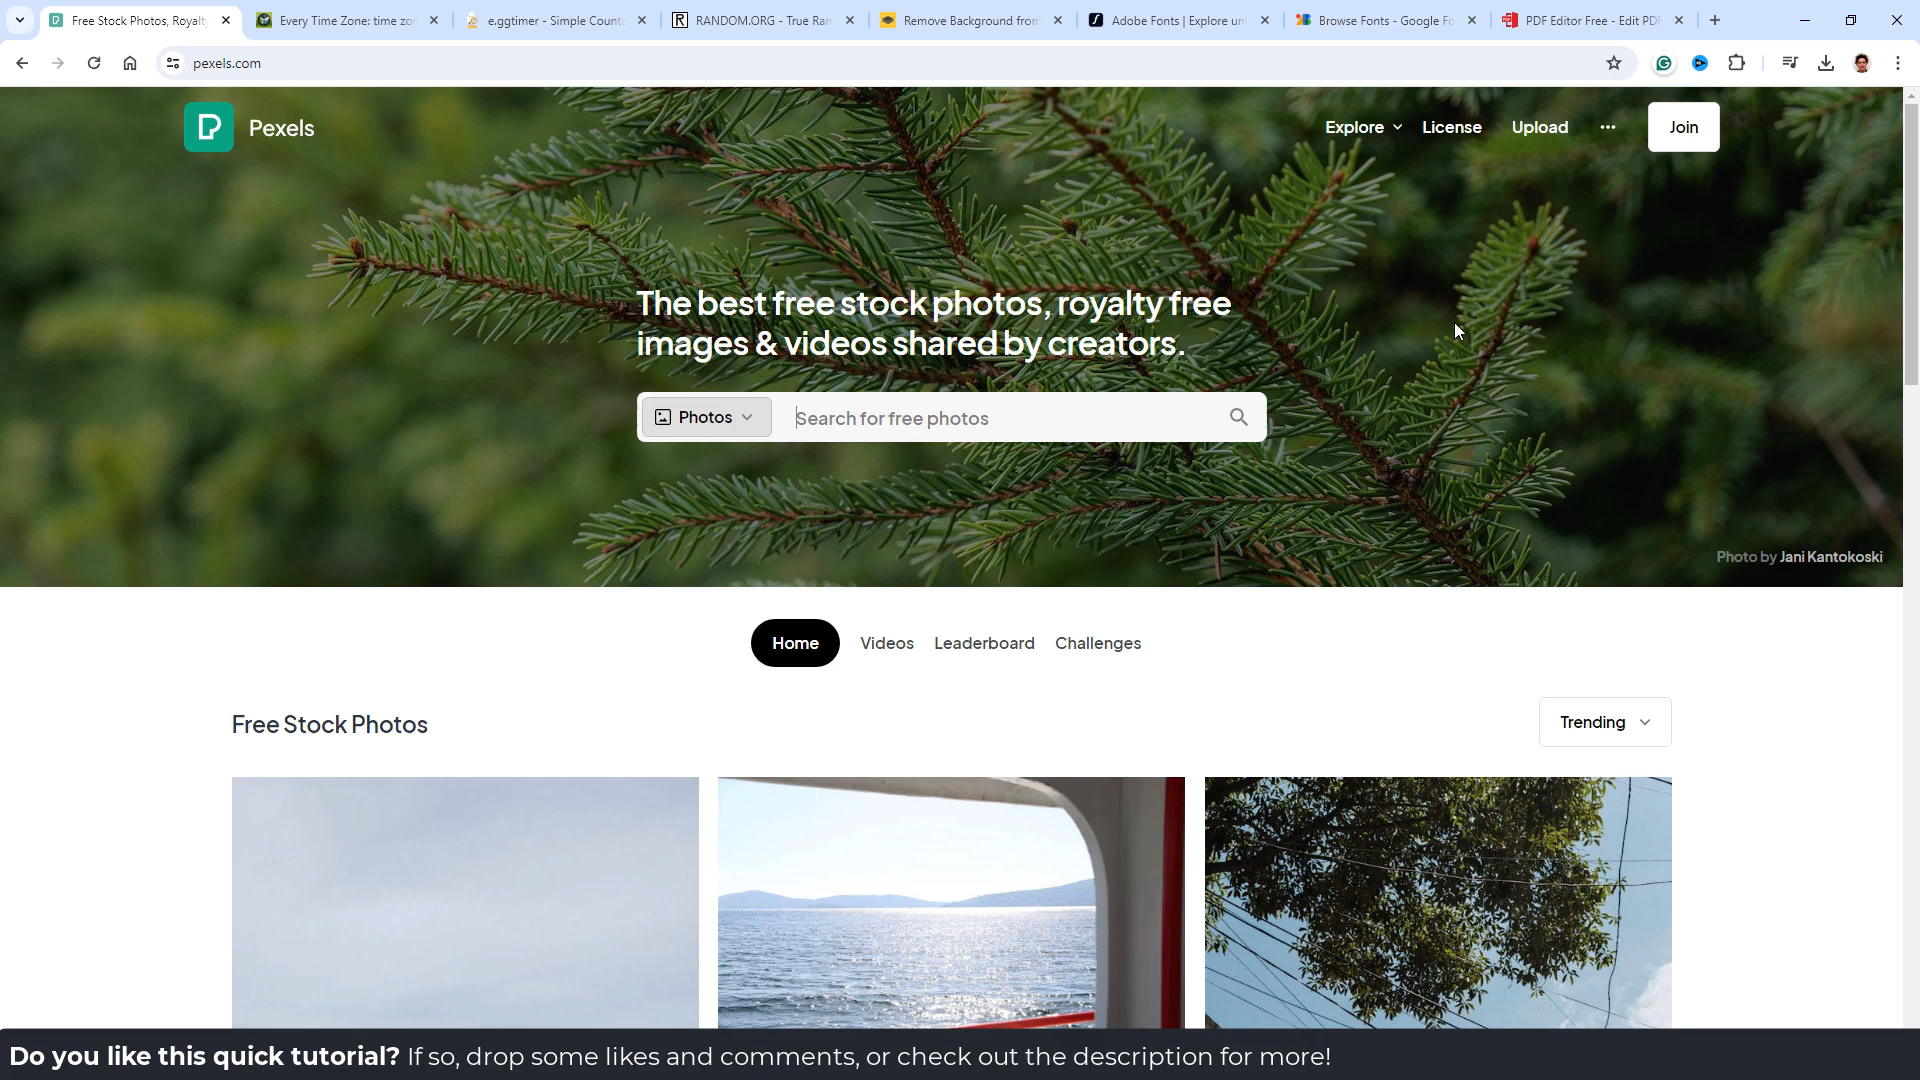 Free Stock Photos, Royalty
Every Time Zone: time zon
e.ggtimer - Simple Counte
RANDOM.ORG - True Ran
Remove Background from
Adobe Fonts | Explore unl
Browse Fonts - Google Fo
PDF Editor Free - Edit PDF
pexels.com
Pexels
Explore
License
Upload
Join
The best free stock photos, royalty free
images & videos shared by creators.
Photos
Search for free photos
Photo by Jani Kantokoski
Home
Videos
Leaderboard
Challenges
Free Stock Photos
Trending
Do you like this quick tutorial? If so, drop some likes and comments, or check out the description for more!